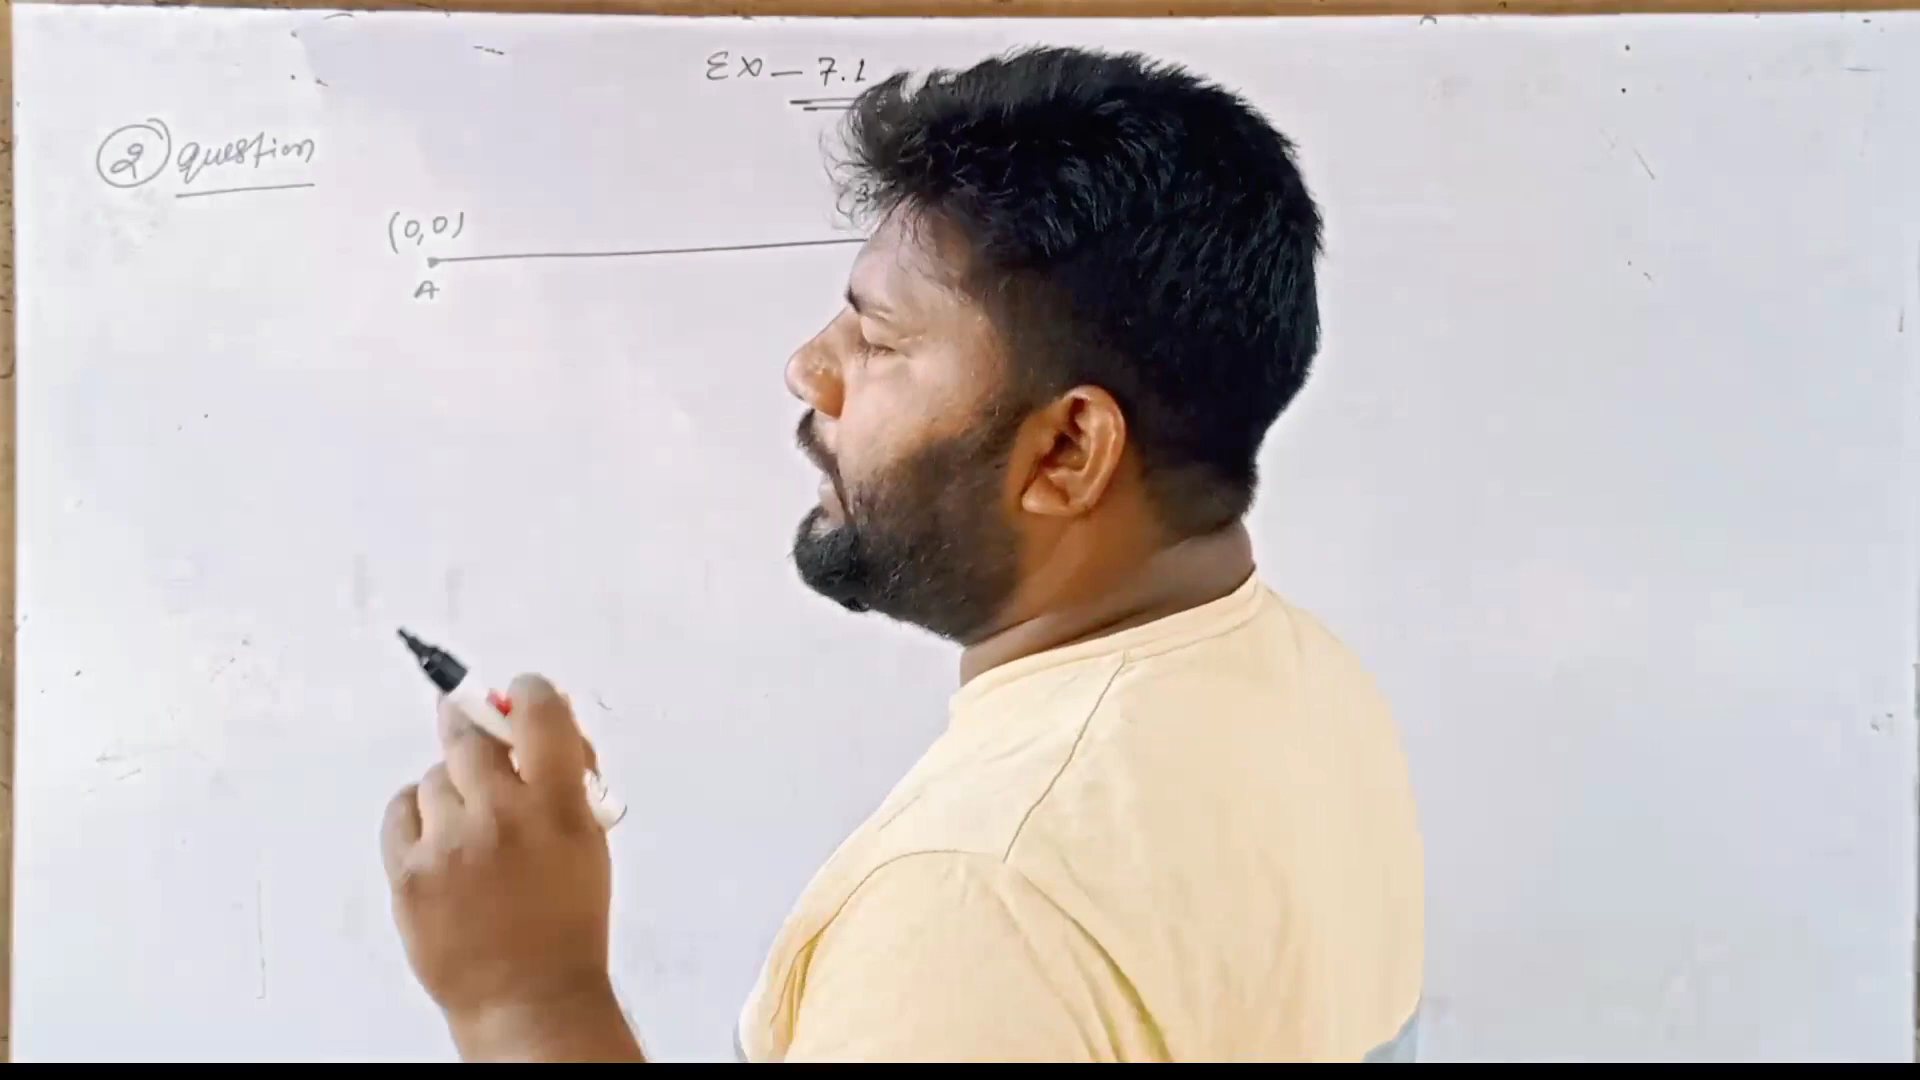 Ex - 7.1
② question
(0,0)
A